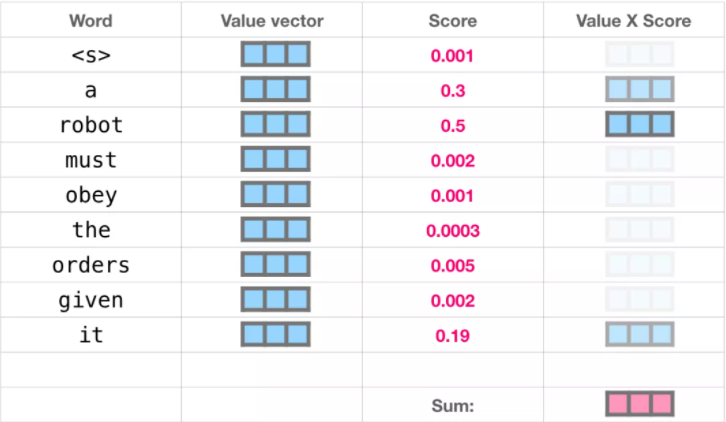 Word Value vector Score Value X Score
<s> 0.001
a 0.3
robot 0.5
must 0.002
obey 0.001
the 0.0003
orders 0.005
given 0.002
it 0.19
Sum: